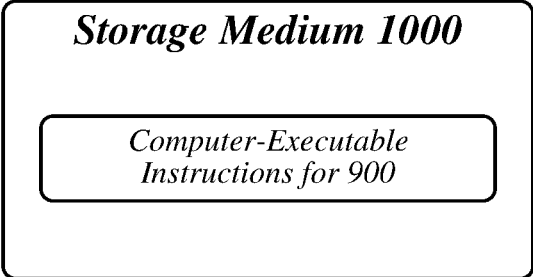 Storage Medium 1000
Computer-Executable
Instructions for 900